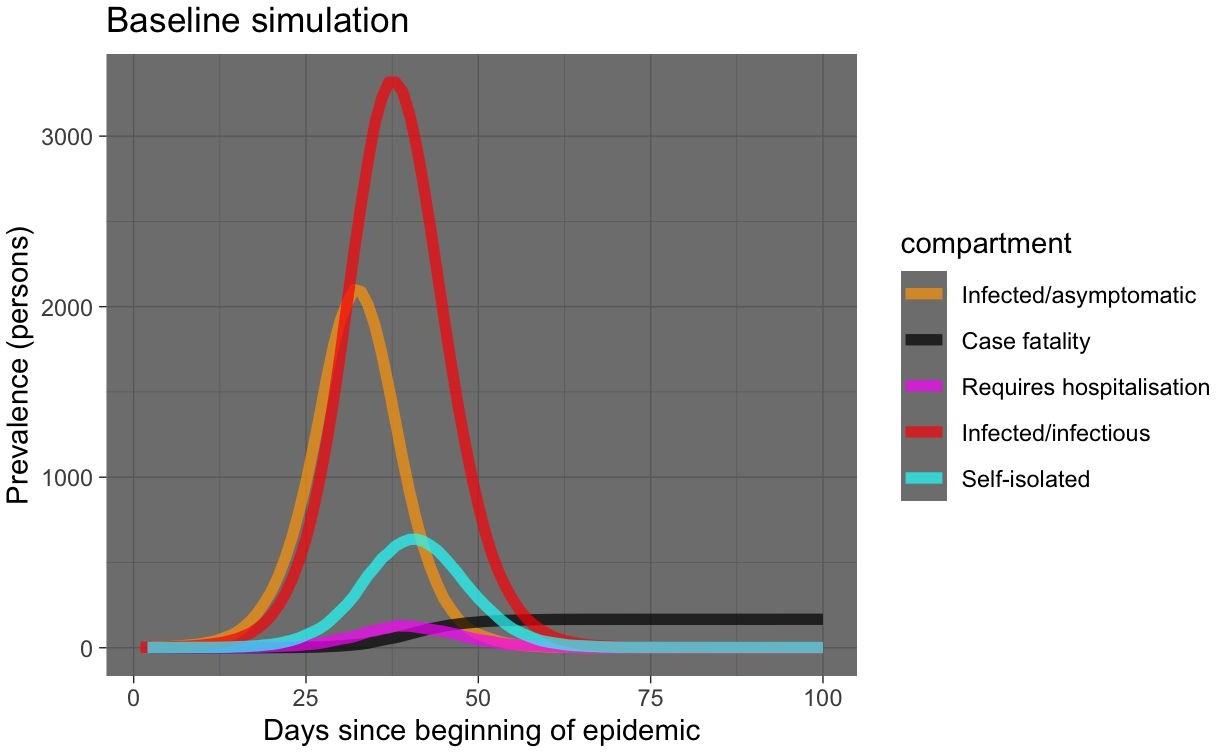 Baseline simulation
Prevalence (persons)
3000
2000
1000
0
0 25 50 75 100
Days since beginning of epidemic
compartment
Infected/asymptomatic
Case fatality
Requires hospitalisation
Infected/infectious
Self-isolated